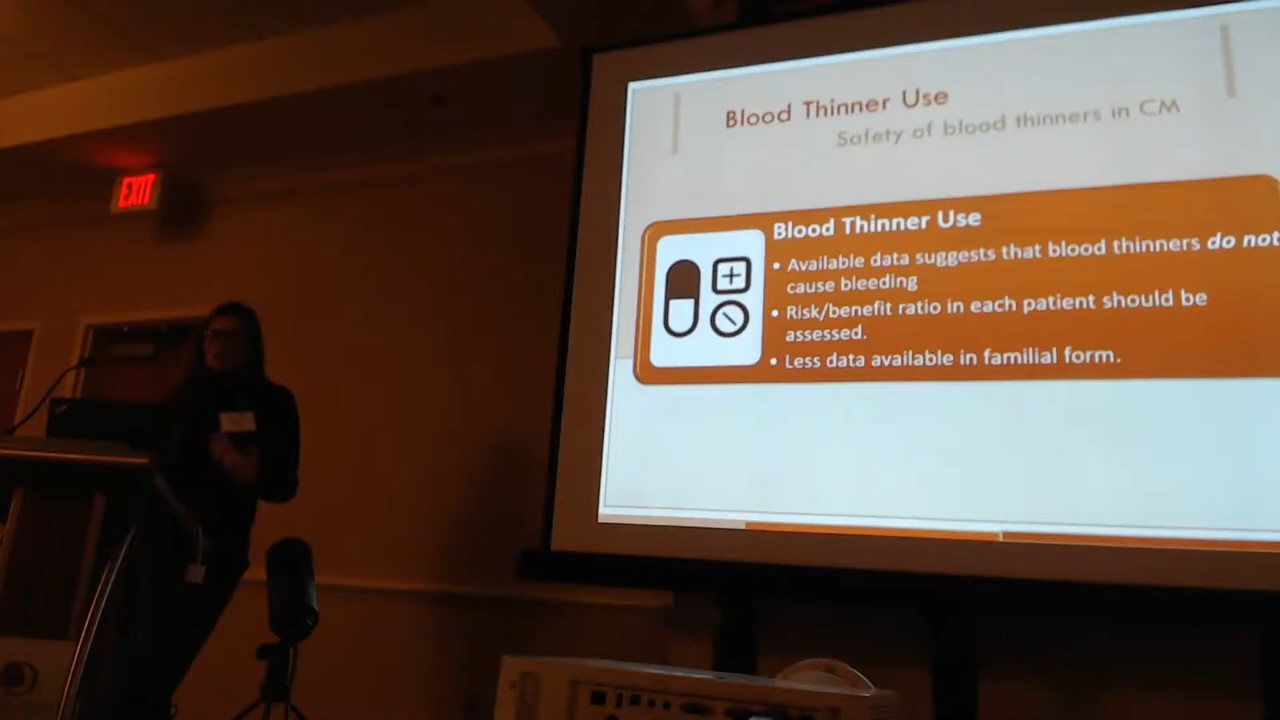 EXIT
Blood Thinner Use
Safety of blood thinners in CM
Blood Thinner Use
• Available data suggests that blood thinners do not
cause bleeding
• Risk/benefit ratio in each patient should be
assessed.
• Less data available in familial form.